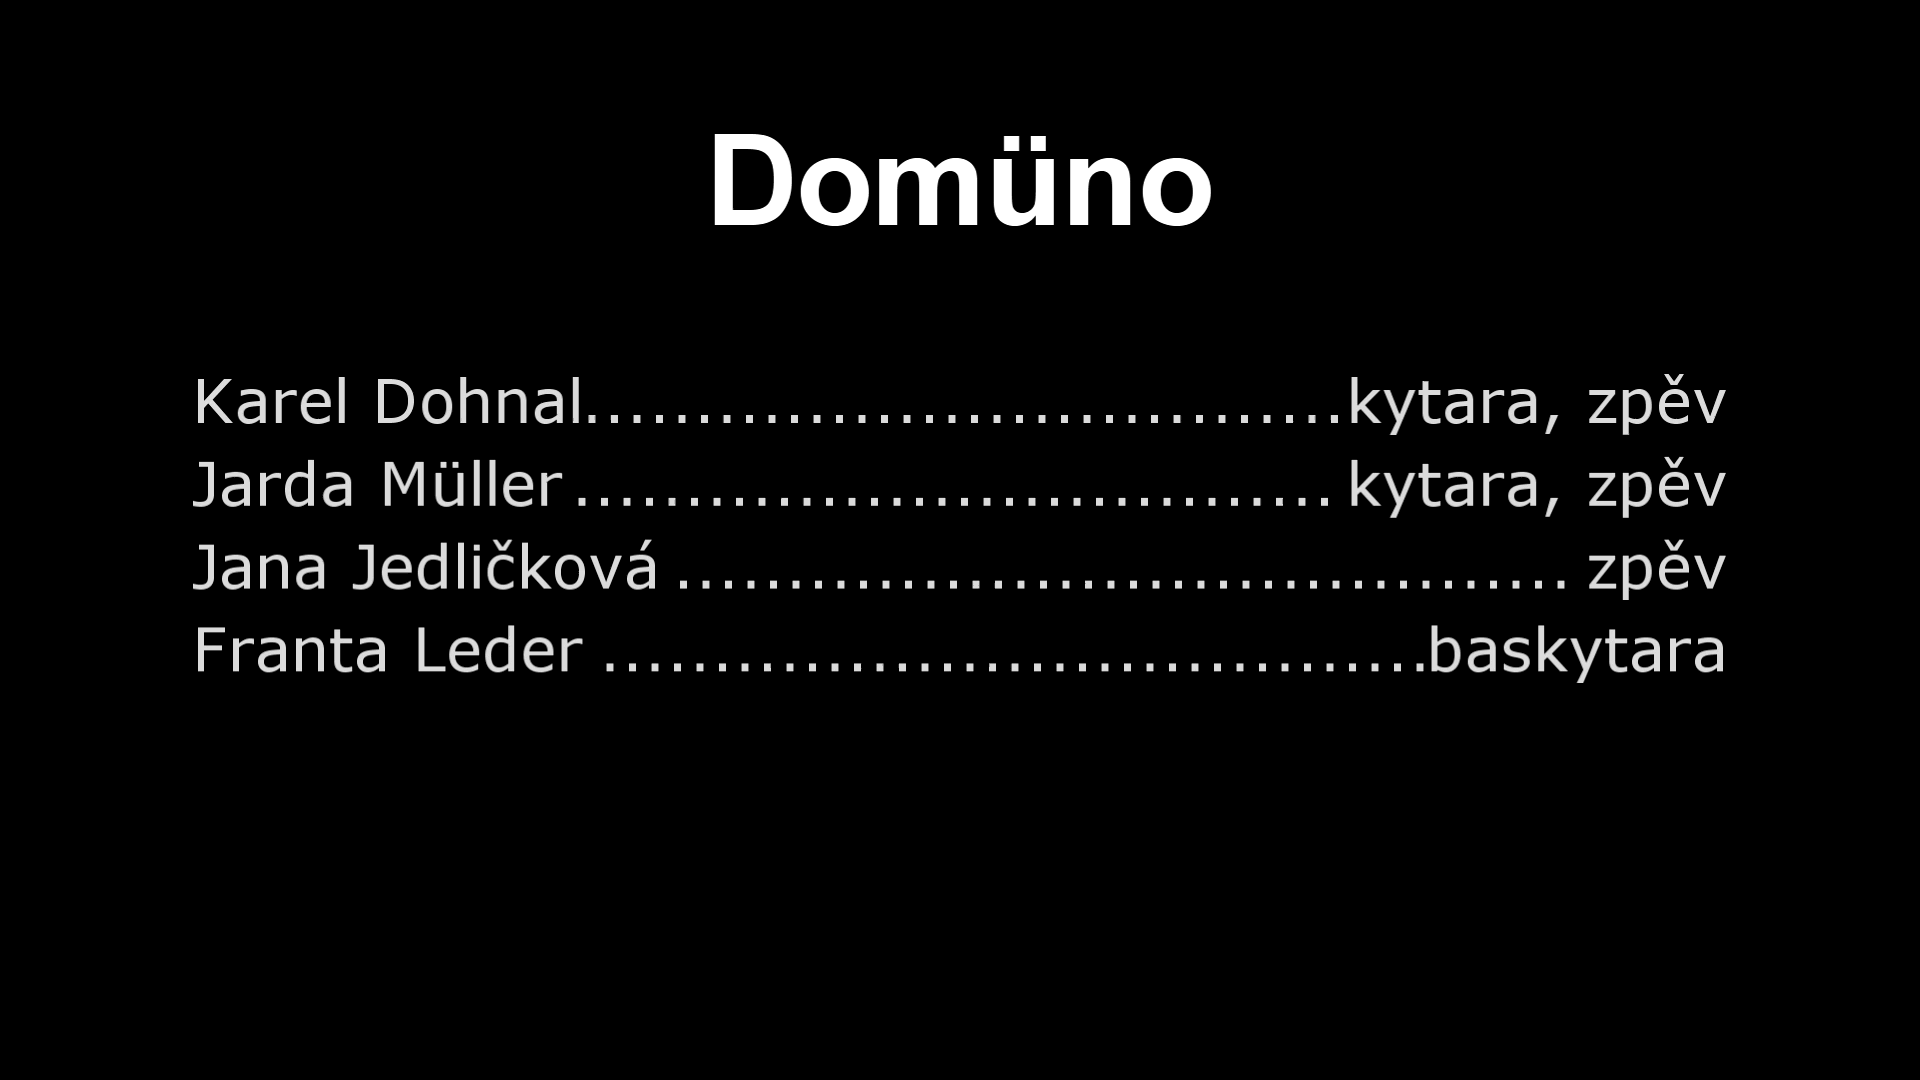 Domüno
Karel Dohnal..................................kytara, zpěv
Jarda Müller .................................. kytara, zpěv
Jana Jedličková ........................................ zpěv
Franta Leder .....................................baskytara